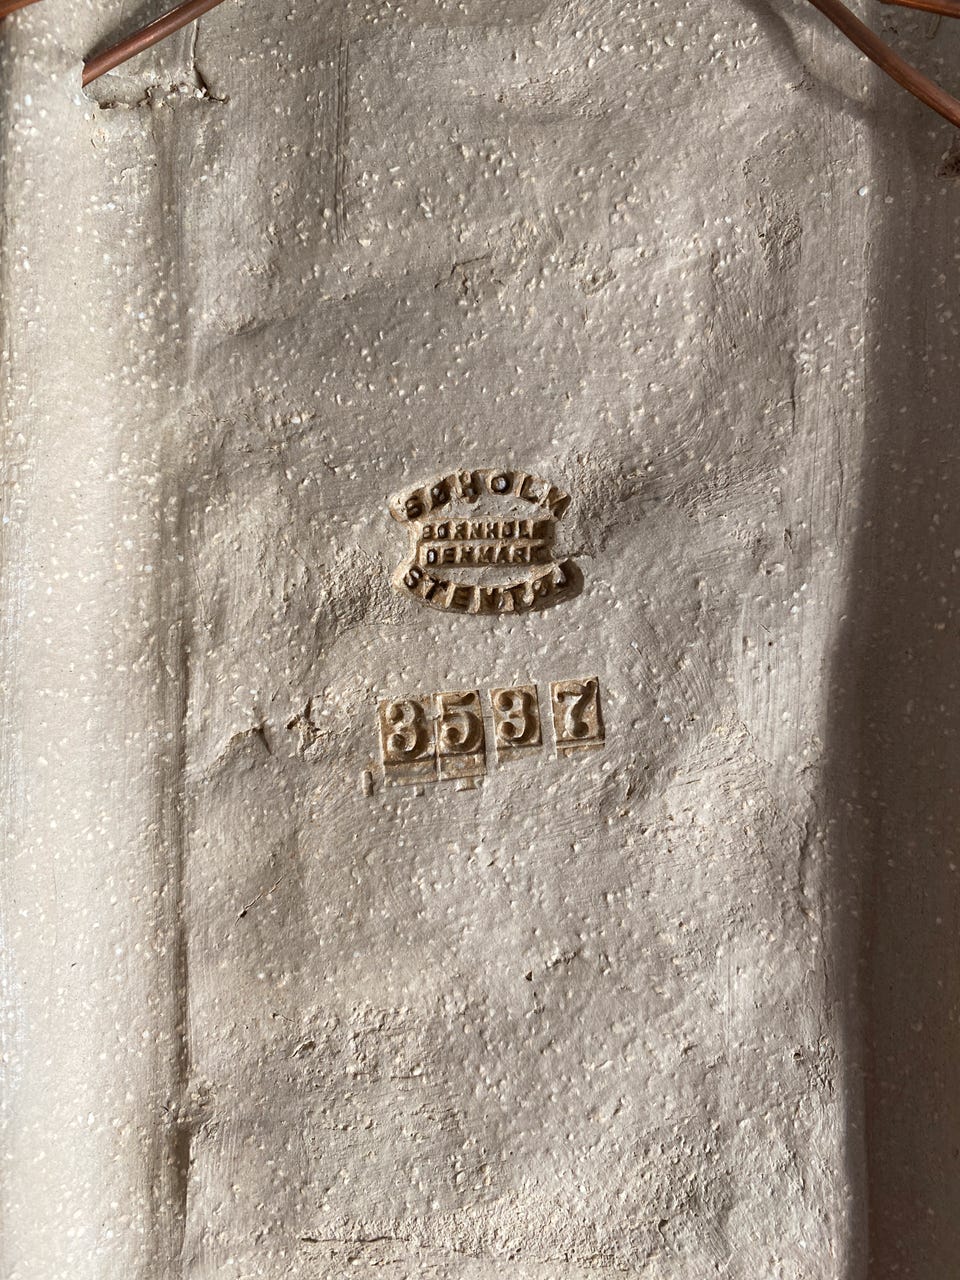 SØHOLM
BORNHOLM
DENMARK
STENTØJ
3537